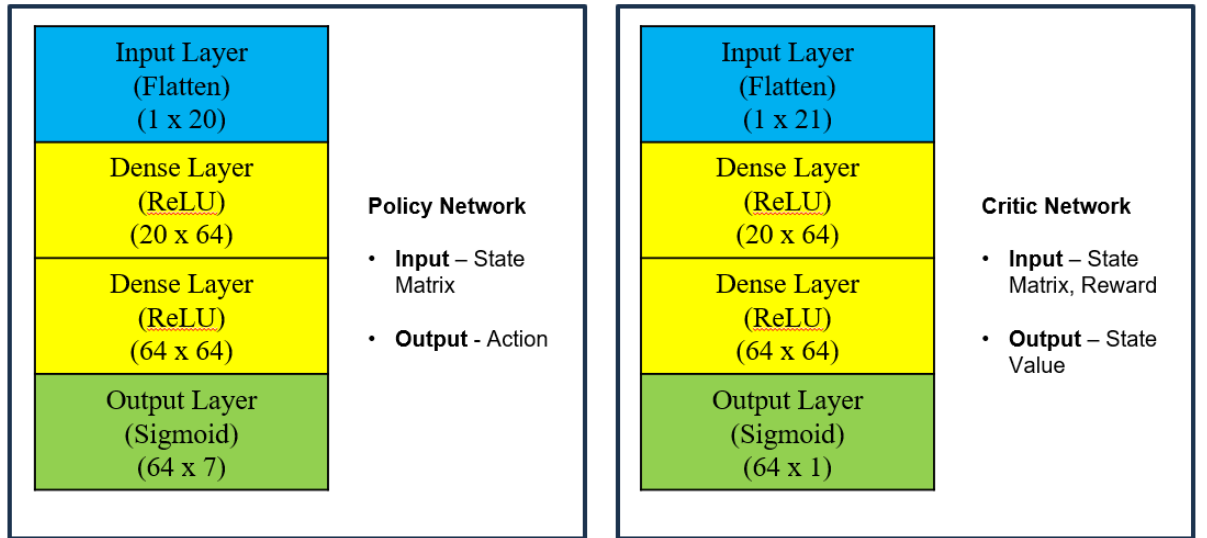 Input Layer
(Flatten)
(1 x 20)
Dense Layer
(ReLU)
(20 x 64)
Dense Layer
(ReLU)
(64 x 64)
Output Layer
(Sigmoid)
(64 x 7)
Policy Network
• Input – State
Matrix
• Output - Action
Input Layer
(Flatten)
(1 x 21)
Dense Layer
(ReLU)
(20 x 64)
Dense Layer
(ReLU)
(64 x 64)
Output Layer
(Sigmoid)
(64 x 1)
Critic Network
• Input – State
Matrix, Reward
• Output – State
Value